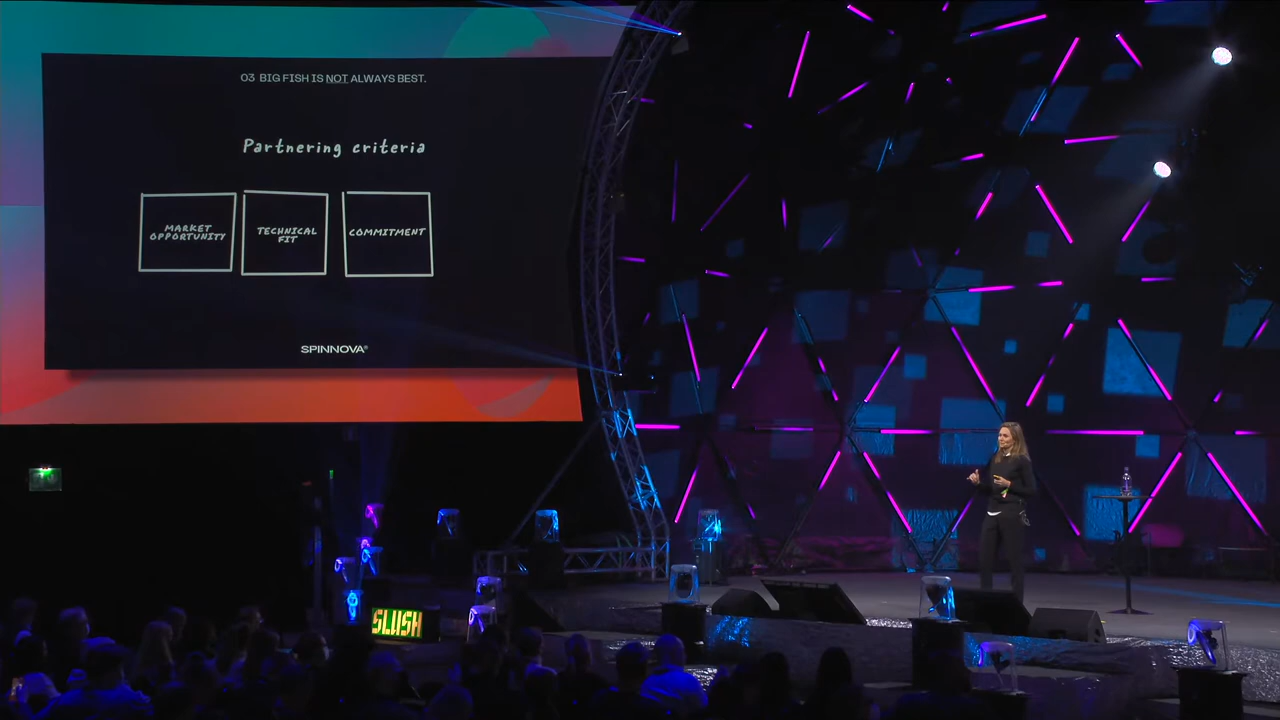 03 BIG FISH IS NOT ALWAYS BEST.
Partnering criteria
MARKET
OPPORTUNITY
TECHNICAL
FIT
COMMITMENT
SPINNOVA®
SLUSH